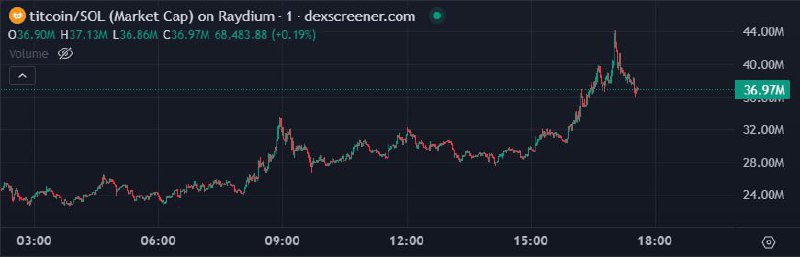 titcoin/SOL (Market Cap) on Raydium · 1 · dexscreener.com
O36.90M H37.13M L36.86M C36.97M 68,483.88 (+0.19%)
Volume
44.00M
40.00M
36.97M
36.00M
32.00M
28.00M
24.00M
03:00 06:00 09:00 12:00 15:00 18:00